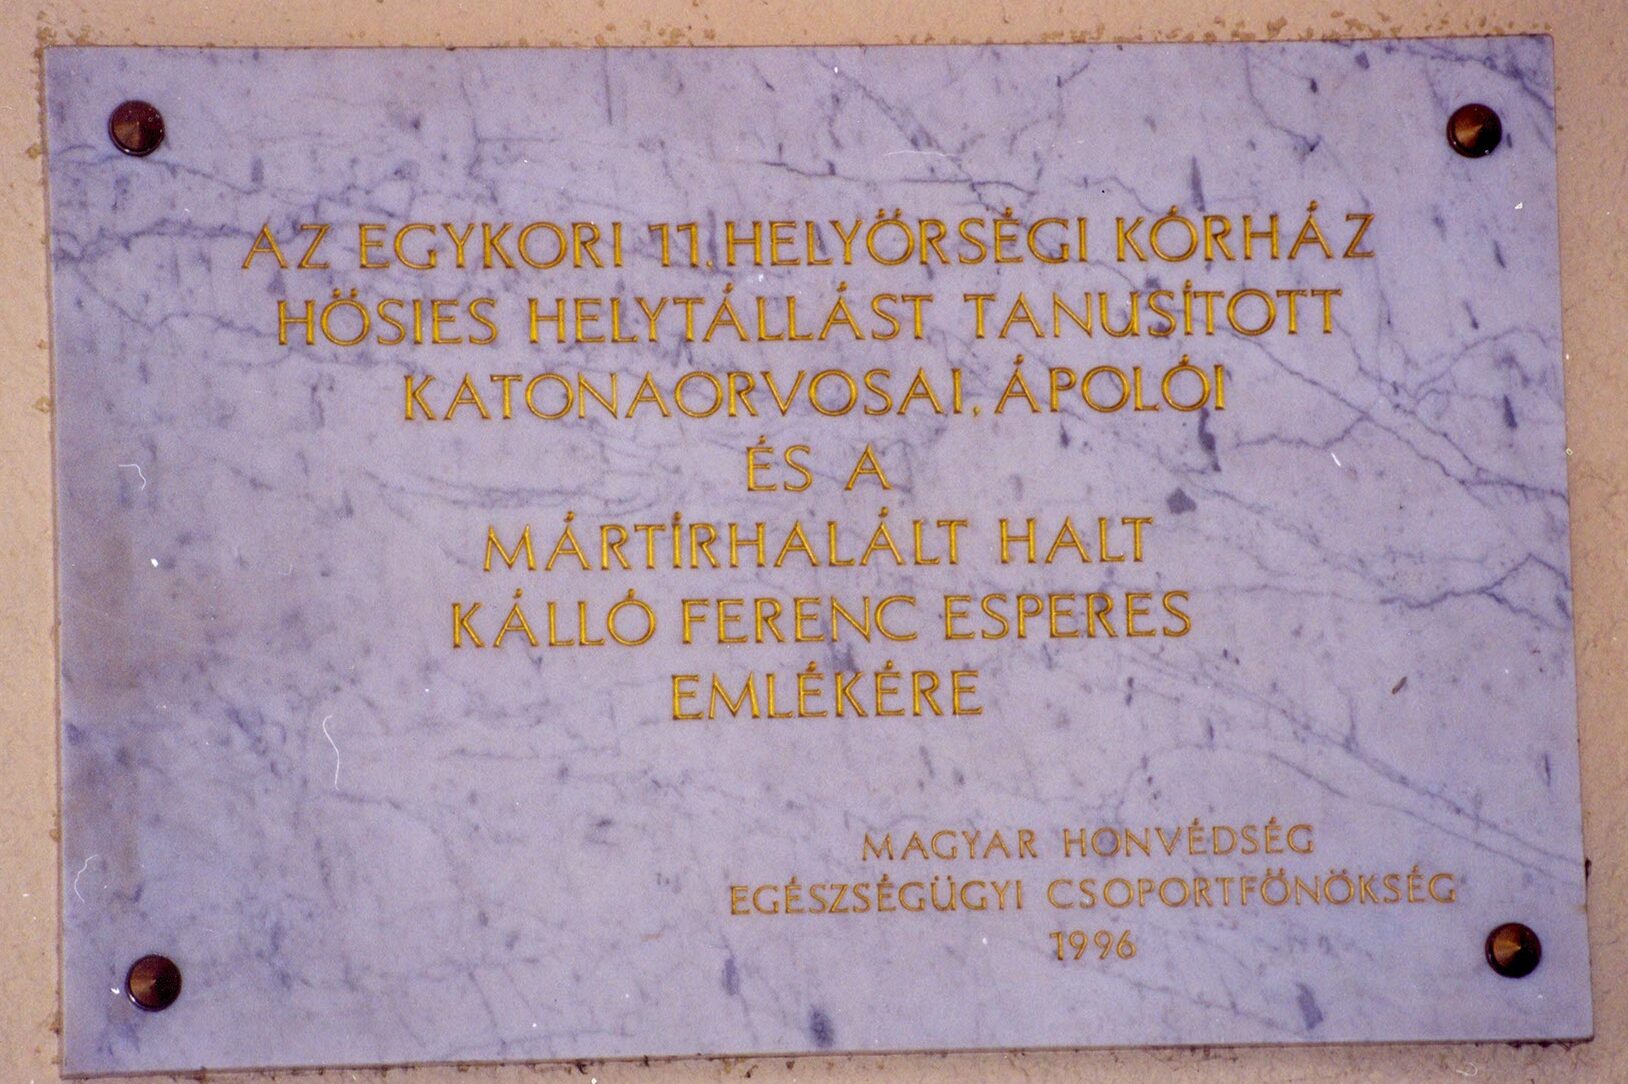 AZ EGYKORI 11. HELYŐRSÉGI KÓRHÁZ
HŐSIES HELYTÁLLÁST TANUSÍTOTT
KATONAORVOSAI, ÁPOLÓI
ÉS A
MÁRTÍRHALÁLT HALT
KÁLLÓ FERENC ESPERES
EMLÉKÉRE
MAGYAR HONVÉDSÉG
EGÉSZSÉGÜGYI CSOPORTFŐNÖKSÉG
1996